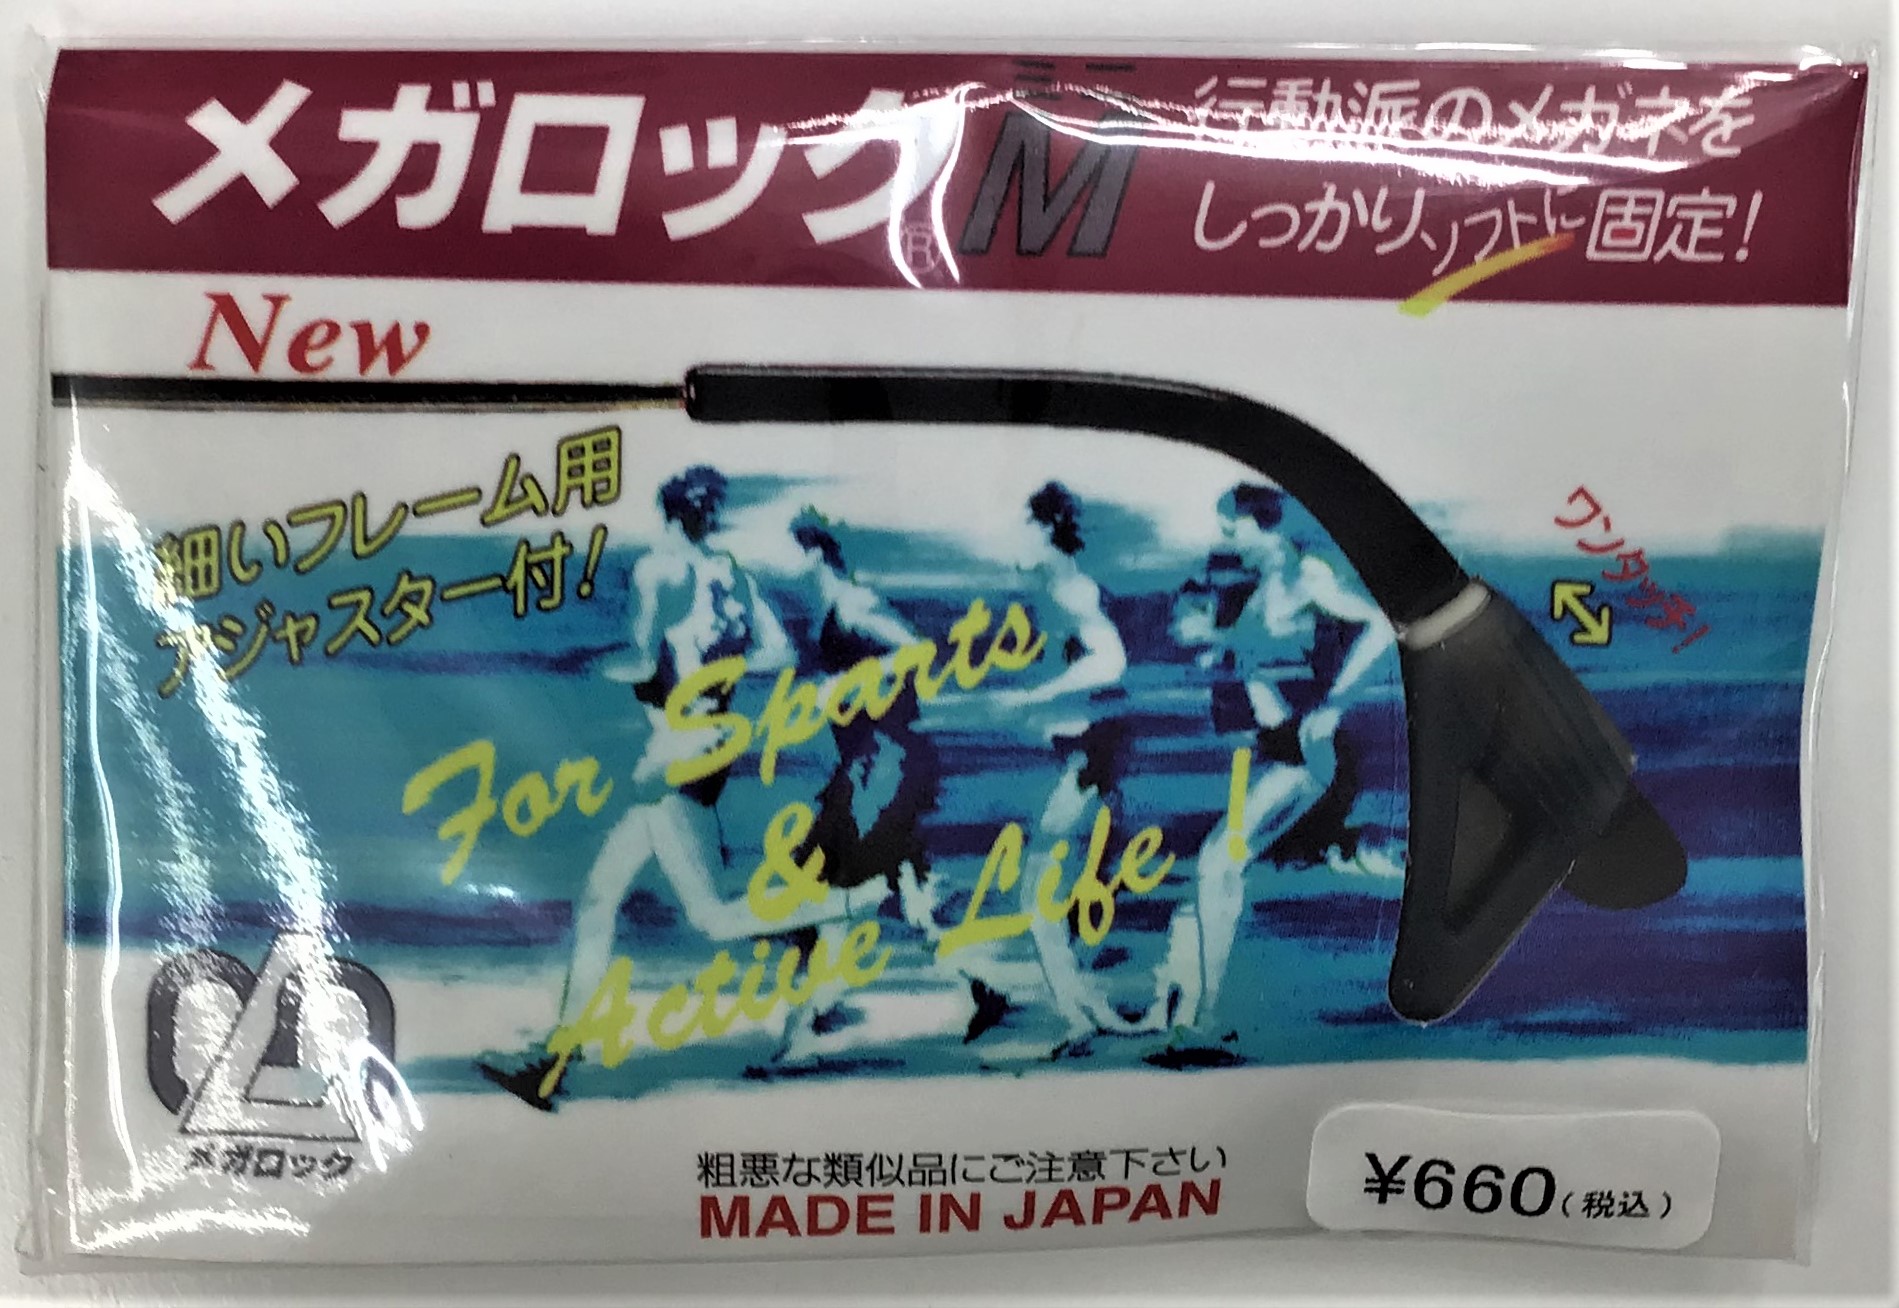 メガロック® M
行動派のメガネを
しっかり、ソフトに固定!
New
細いフレーム用
アジャスター付!
ワンタッチ!
For Sparts
&
Active Life !
メガロック
粗悪な類似品にご注意下さい
MADE IN JAPAN
¥660(税込)